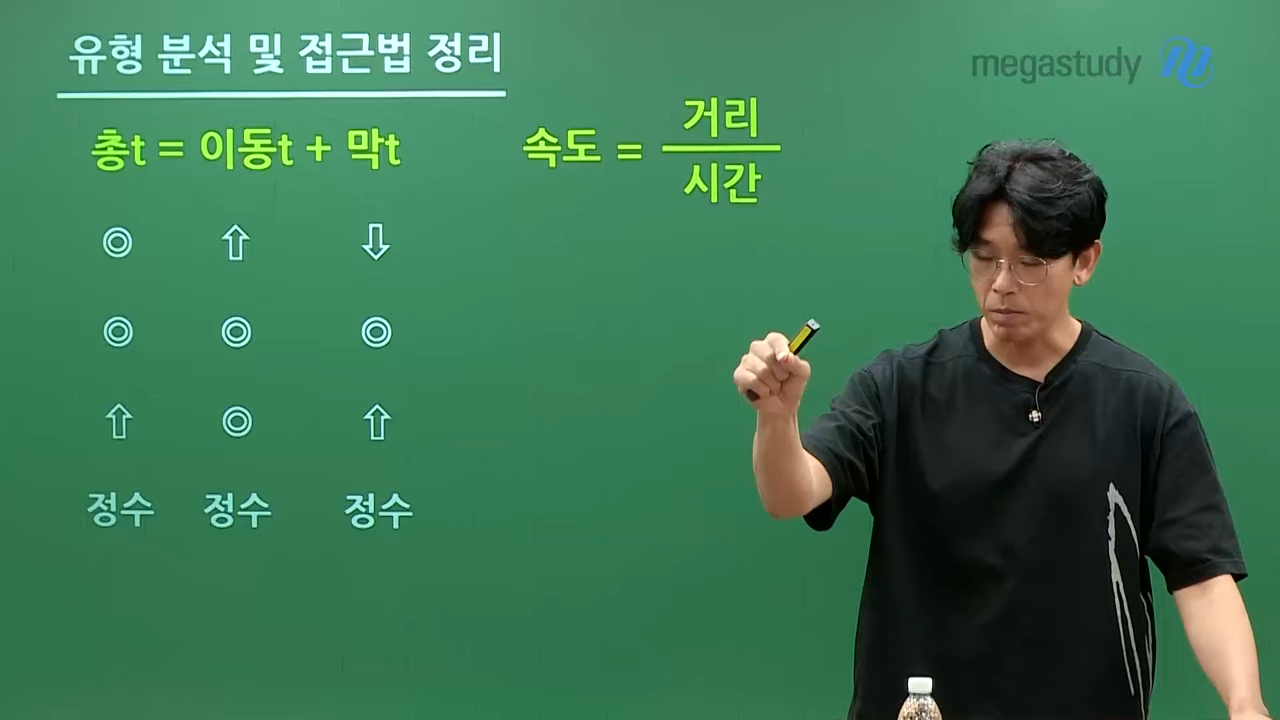 유형 분석 및 접근법 정리
megastudy
총t = 이동t + 막t
속도 = 거리
시간
◎ ⇧ ⇩
◎ ◎ ◎
⇧ ◎ ⇧
정수 정수 정수